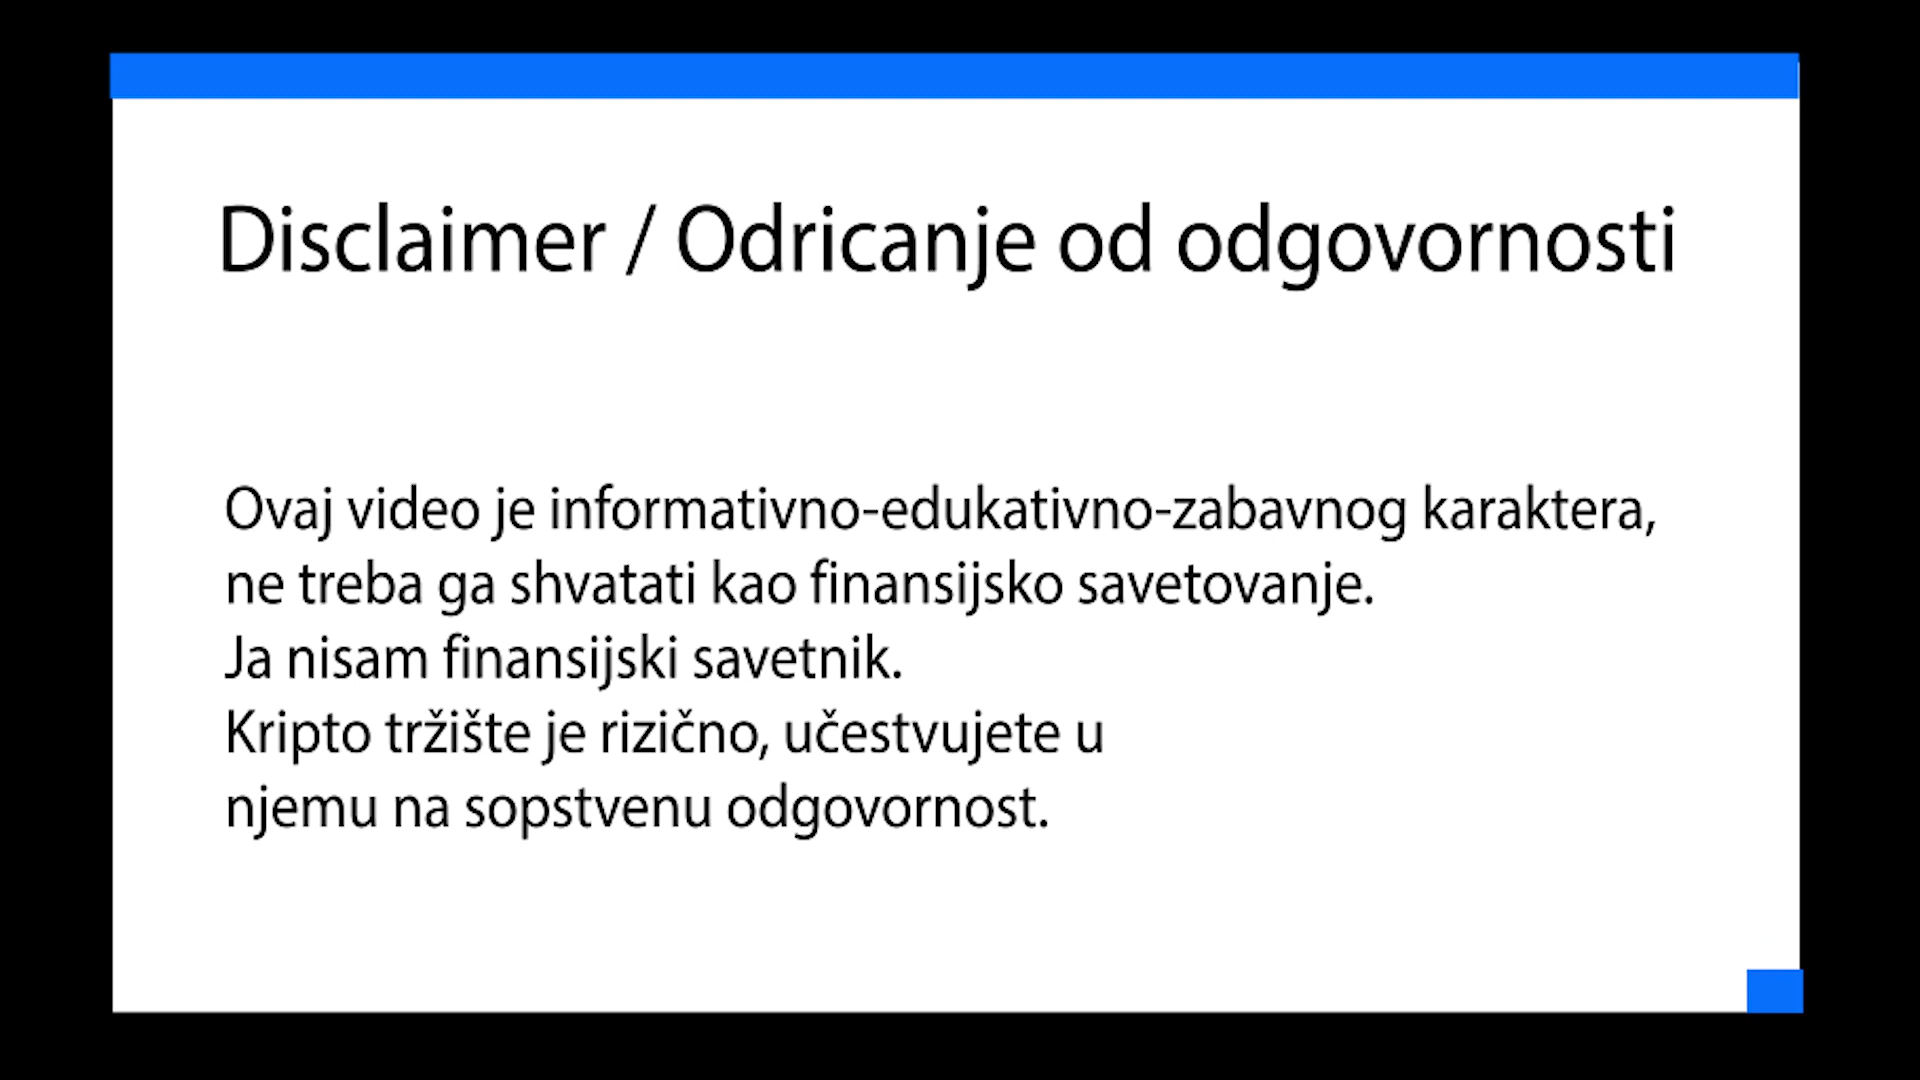 Disclaimer / Odricanje od odgovornosti
Ovaj video je informativno-edukativno-zabavnog karaktera,
ne treba ga shvatati kao finansijsko savetovanje.
Ja nisam finansijski savetnik.
Kripto tržište je rizično, učestvujete u
njemu na sopstvenu odgovornost.